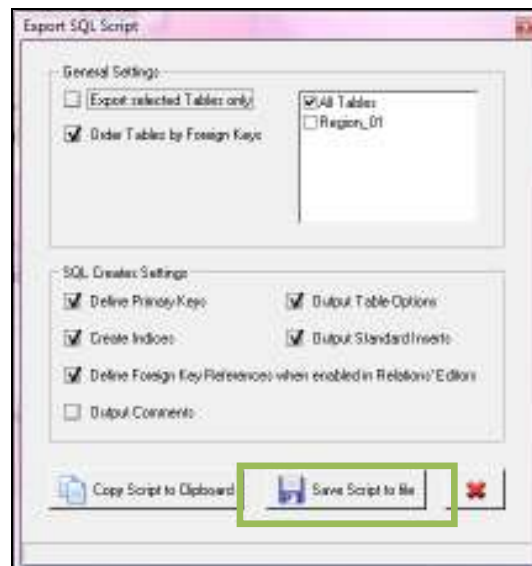 Export SQL Script
General Settings
Export selected Tables only
All Tables
Order Tables by Foreign Keys
Region_01
SQL Creates Settings
Define Primary Keys
Output Table Options
Create Indices
Output Standard Inserts
Define Foreign Key References when enabled in Relations' Editors
Output Comments
Copy Script to Clipboard
Save Script to file